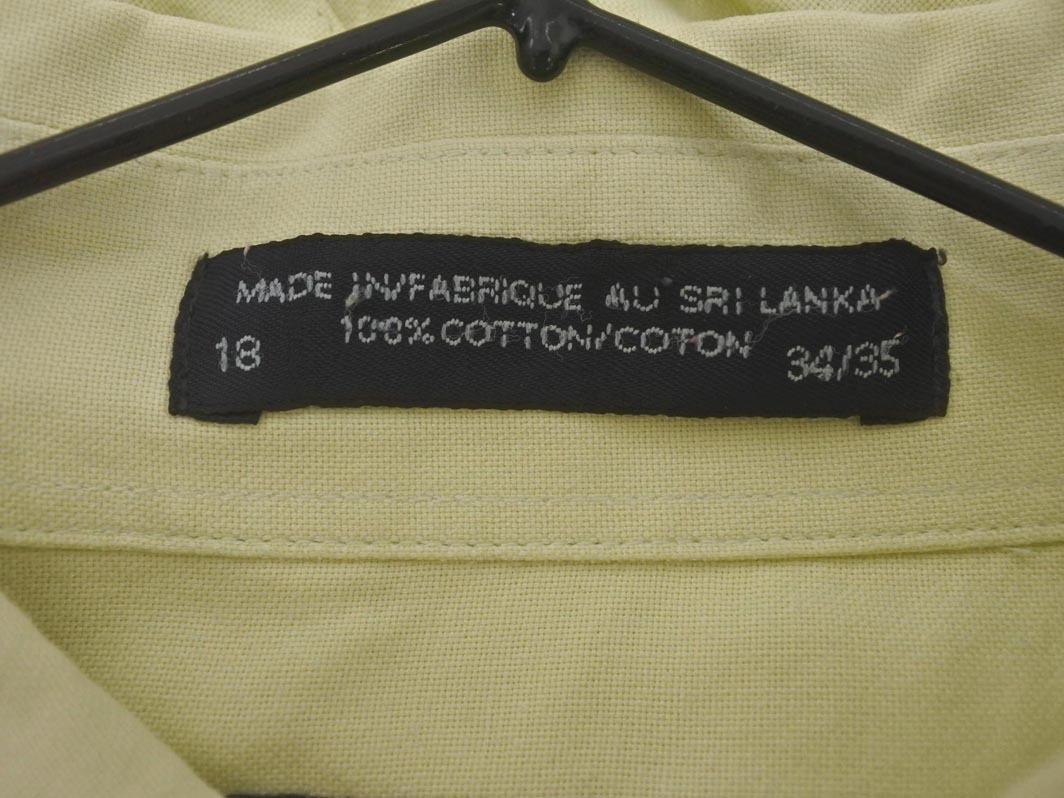 MADE IN/FABRIQUE AU SRI LANKA
100% COTTON/COTON
18
34/35